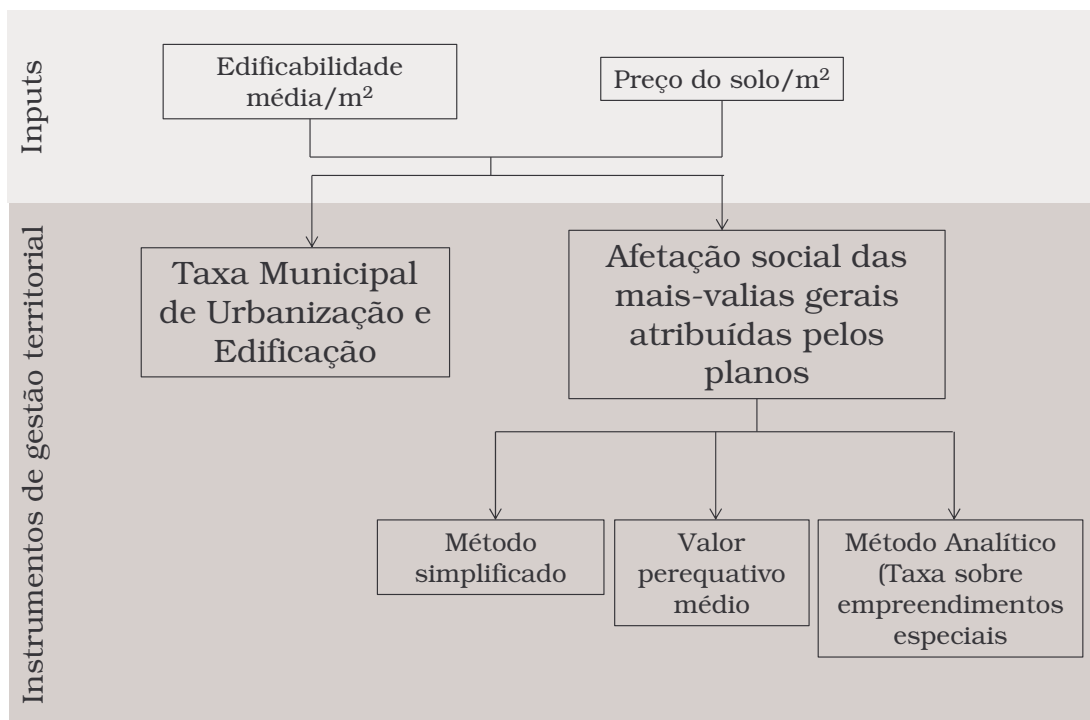 Inputs
Edificabilidade
média/m²
Preço do solo/m²
Instrumentos de gestão territorial
Taxa Municipal
de Urbanização e
Edificação
Afetação social das
mais-valias gerais
atribuídas pelos
planos
Método
simplificado
Valor
perequativo
médio
Método Analítico
(Taxa sobre
empreendimentos
especiais